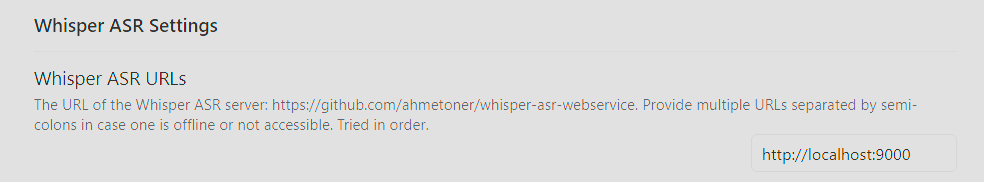 Whisper ASR Settings
Whisper ASR URLs
The URL of the Whisper ASR server: https://github.com/ahmetoner/whisper-asr-webservice. Provide multiple URLs separated by semi-
colons in case one is offline or not accessible. Tried in order.
http://localhost:9000